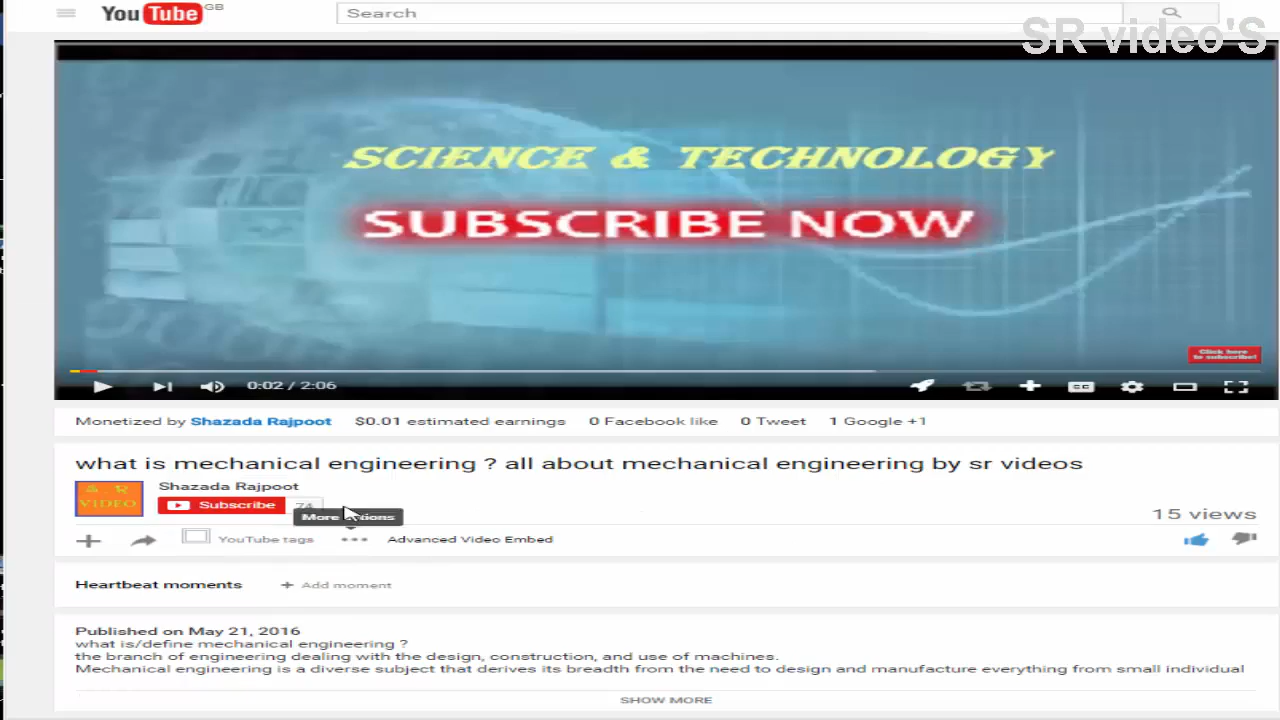 YouTube GB
Search
SR video'S
SCIENCE & TECHNOLOGY
SUBSCRIBE NOW
Click here
to subscribe!
0:02 / 2:06
CC
Monetized by Shazada Rajpoot $0.01 estimated earnings 0 Facebook like 0 Tweet 1 Google +1
what is mechanical engineering ? all about mechanical engineering by sr videos
Shazada Rajpoot
VIDEO
Subscribe 74
More actions
15 views
YouTube tags ••• Advanced Video Embed
Heartbeat moments + Add moment
Published on May 21, 2016
what is/define mechanical engineering ?
the branch of engineering dealing with the design, construction, and use of machines.
Mechanical engineering is a diverse subject that derives its breadth from the need to design and manufacture everything from small individual
SHOW MORE